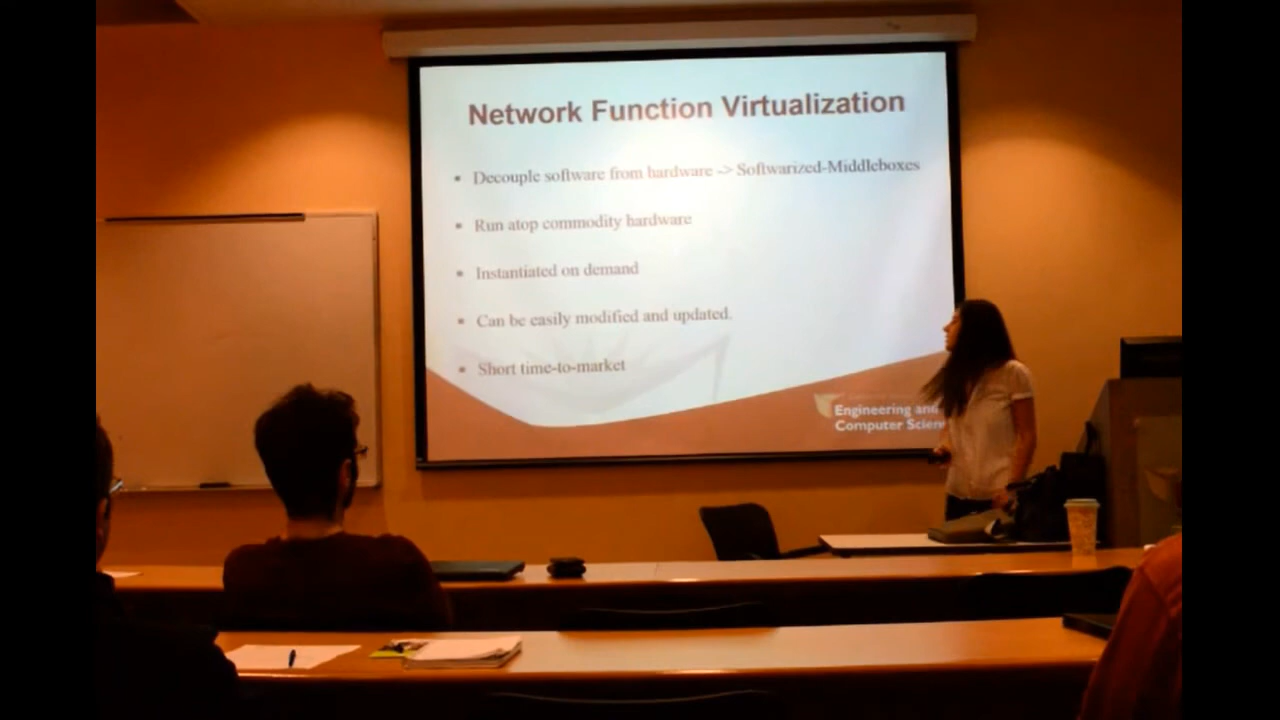 Network Function Virtualization
Decouple software from hardware -> Softwarized-Middleboxes
Run atop commodity hardware
Instantiated on demand
Can be easily modified and updated.
Short time-to-market
Engineering and
Computer Scien